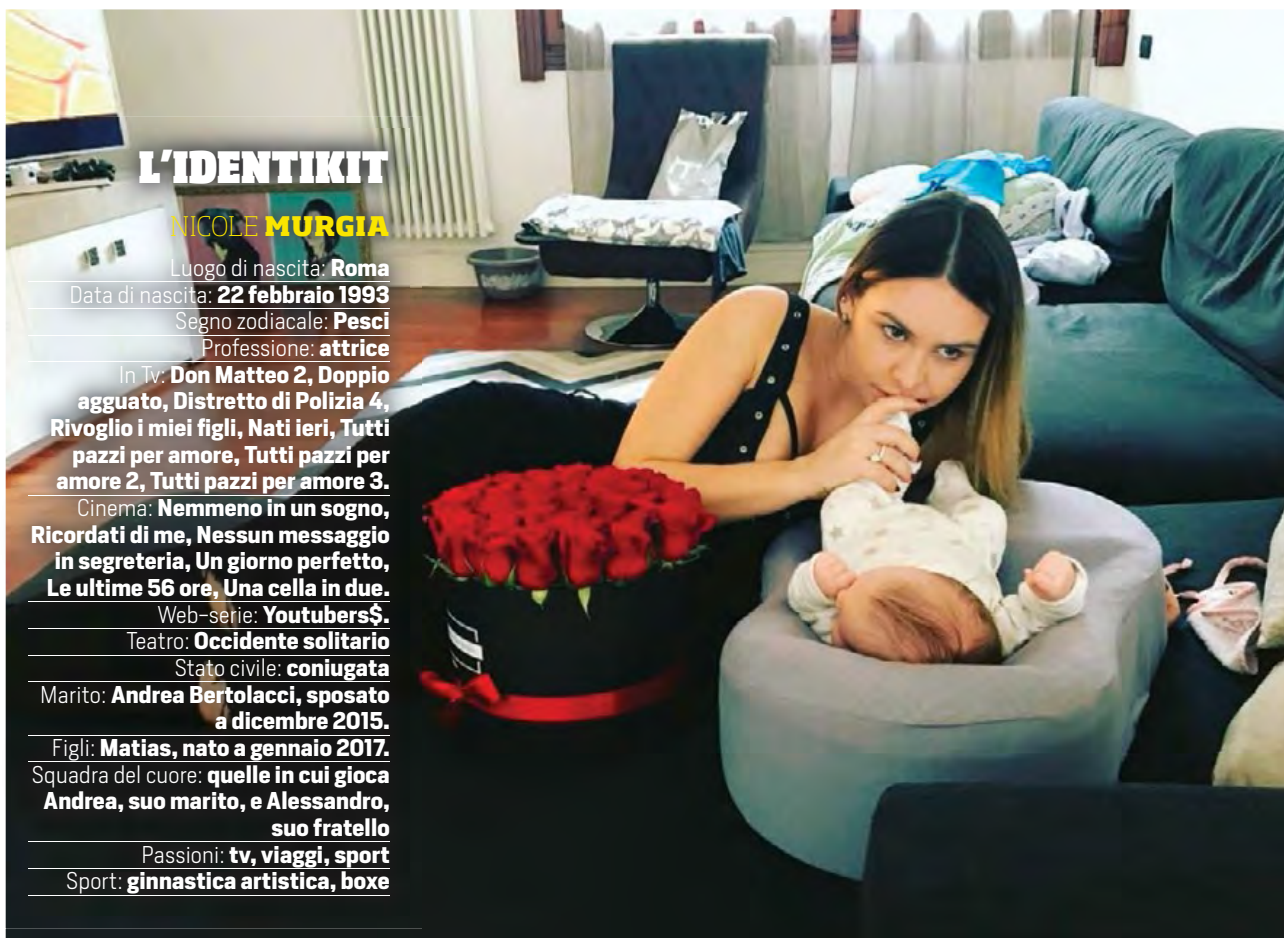 L'IDENTIKIT
NICOLE MURGIA
Luogo di nascita: Roma
Data di nascita: 22 febbraio 1993
Segno zodiacale: Pesci
Professione: attrice
In Tv: Don Matteo 2, Doppio
agguato, Distretto di Polizia 4,
Rivoglio i miei figli, Nati ieri, Tutti
pazzi per amore, Tutti pazzi per
amore 2, Tutti pazzi per amore 3.
Cinema: Nemmeno in un sogno,
Ricordati di me, Nessun messaggio
in segreteria, Un giorno perfetto,
Le ultime 56 ore, Una cella in due.
Web-serie: Youtubers$.
Teatro: Occidente solitario
Stato civile: coniugata
Marito: Andrea Bertolacci, sposato
a dicembre 2015.
Figli: Matias, nato a gennaio 2017.
Squadra del cuore: quelle in cui gioca
Andrea, suo marito, e Alessandro,
suo fratello
Passioni: tv, viaggi, sport
Sport: ginnastica artistica, boxe